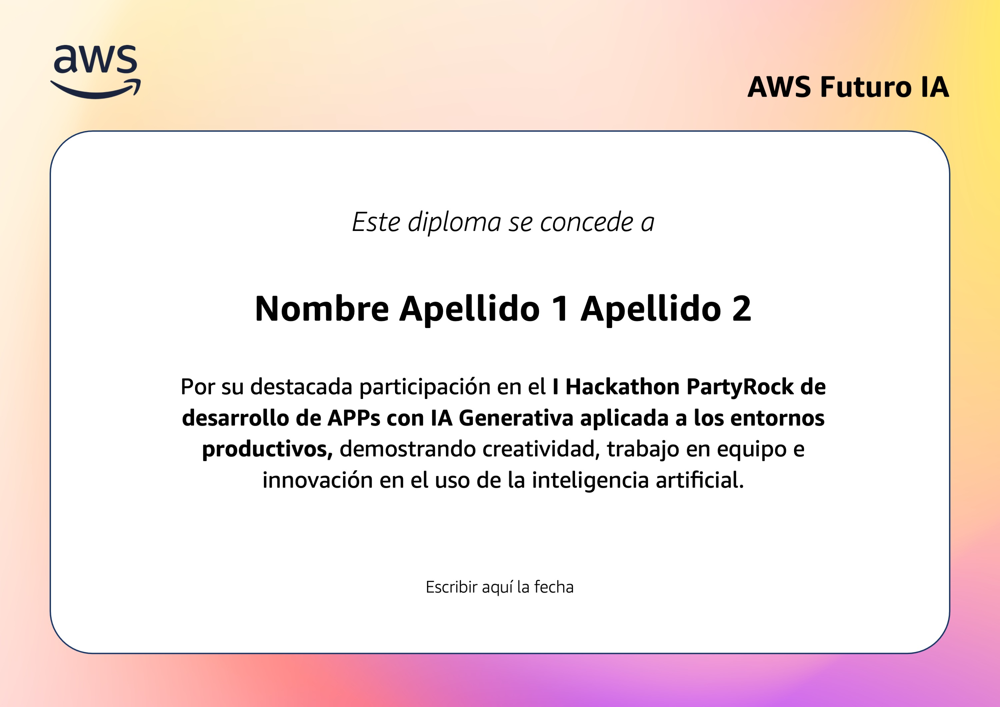 aws
AWS Futuro IA
Este diploma se concede a
Nombre Apellido 1 Apellido 2
Por su destacada participación en el I Hackathon PartyRock de
desarrollo de APPs con IA Generativa aplicada a los entornos
productivos, demostrando creatividad, trabajo en equipo e
innovación en el uso de la inteligencia artificial.
Escribir aquí la fecha